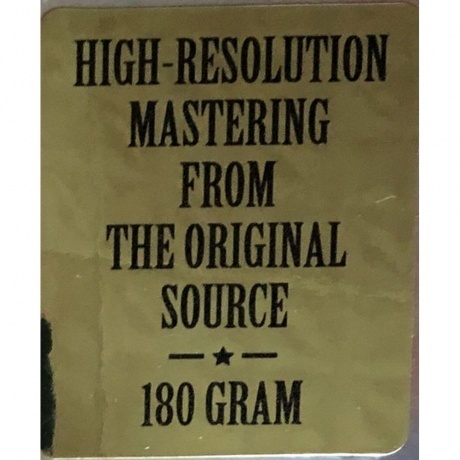 HIGH-RESOLUTION
MASTERING
FROM
THE ORIGINAL
SOURCE
—★—
180 GRAM